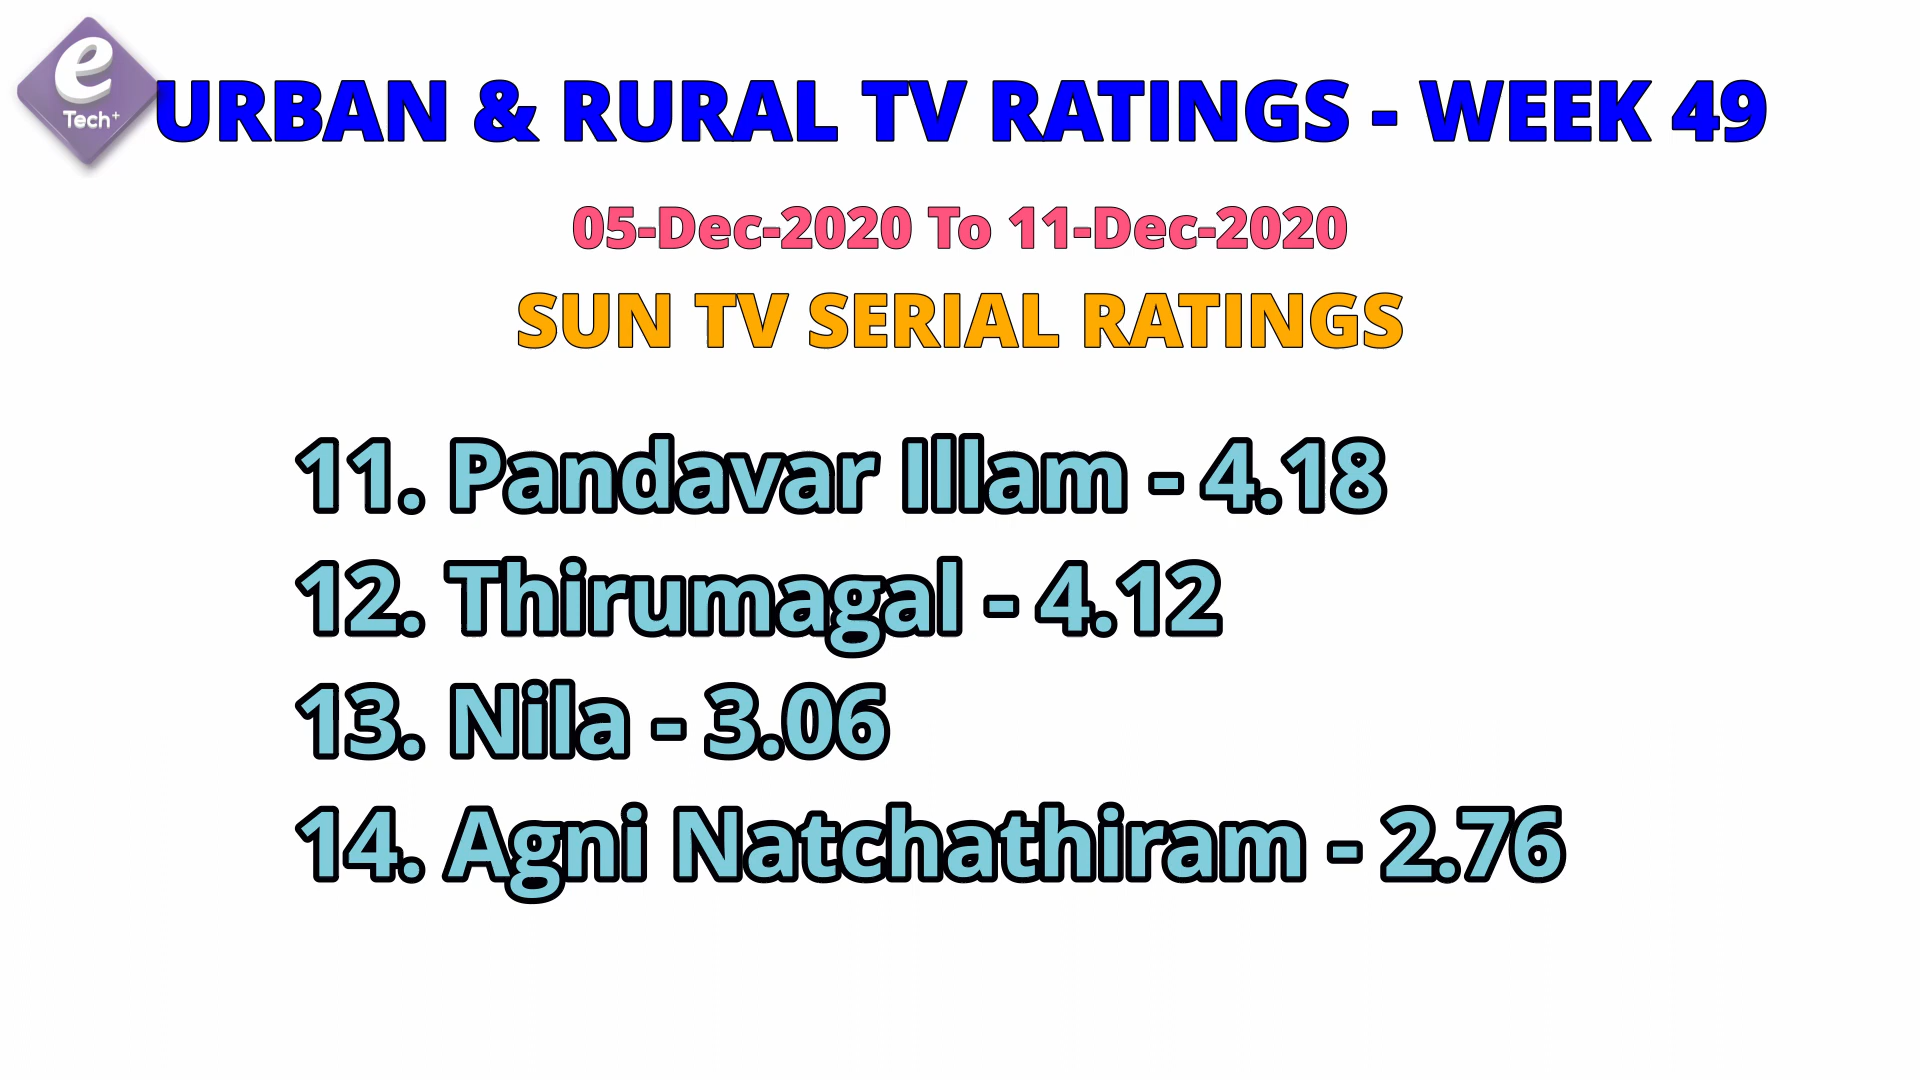 e
Tech+
URBAN & RURAL TV RATINGS - WEEK 49
05-Dec-2020 To 11-Dec-2020
SUN TV SERIAL RATINGS
11. Pandavar Illam - 4.18
12. Thirumagal - 4.12
13. Nila - 3.06
14. Agni Natchathiram - 2.76